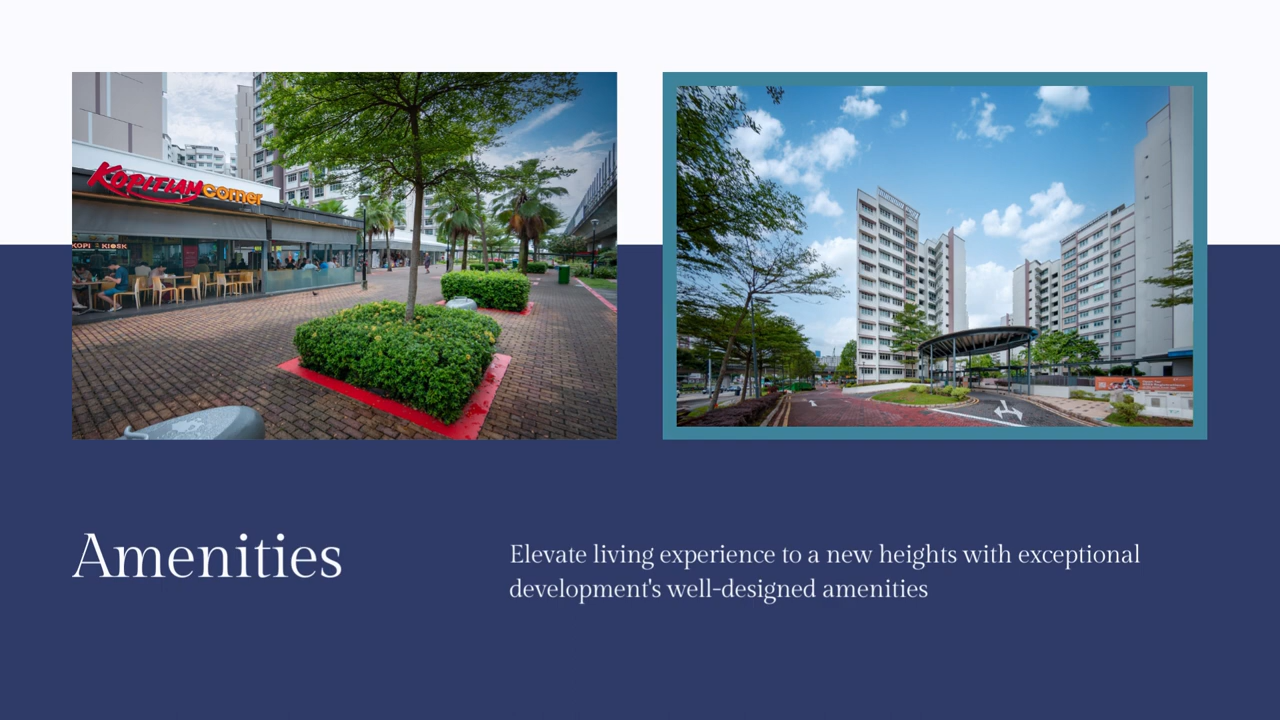 KOPITIAM corner
KOPI KIOSK
Amenities
Elevate living experience to a new heights with exceptional
development's well-designed amenities